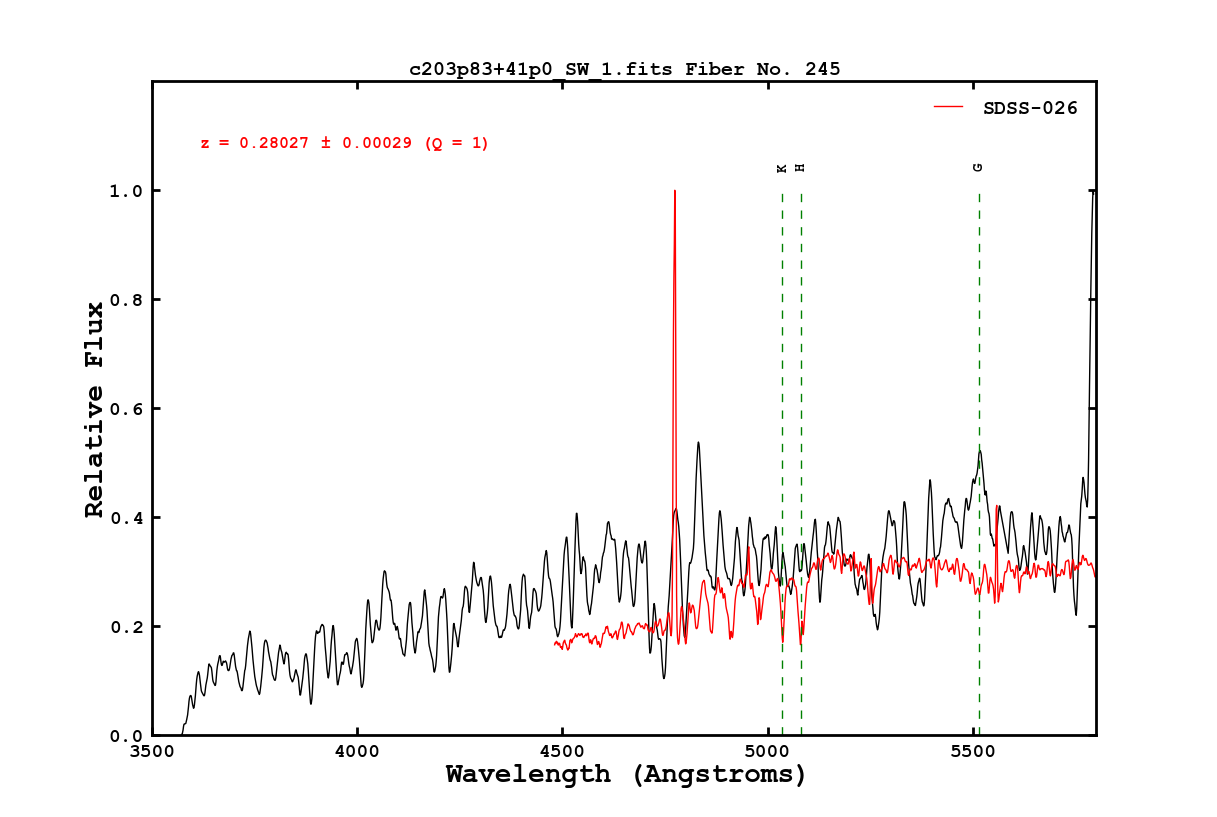 c203p83+41p0_SW_1.fits Fiber No. 245
SDSS-026
z = 0.28027 ± 0.00029 (Q = 1)
K
H
G
1.0
0.8
0.6
0.4
0.2
0.0
Relative Flux
3500 4000 4500 5000 5500
Wavelength (Angstroms)